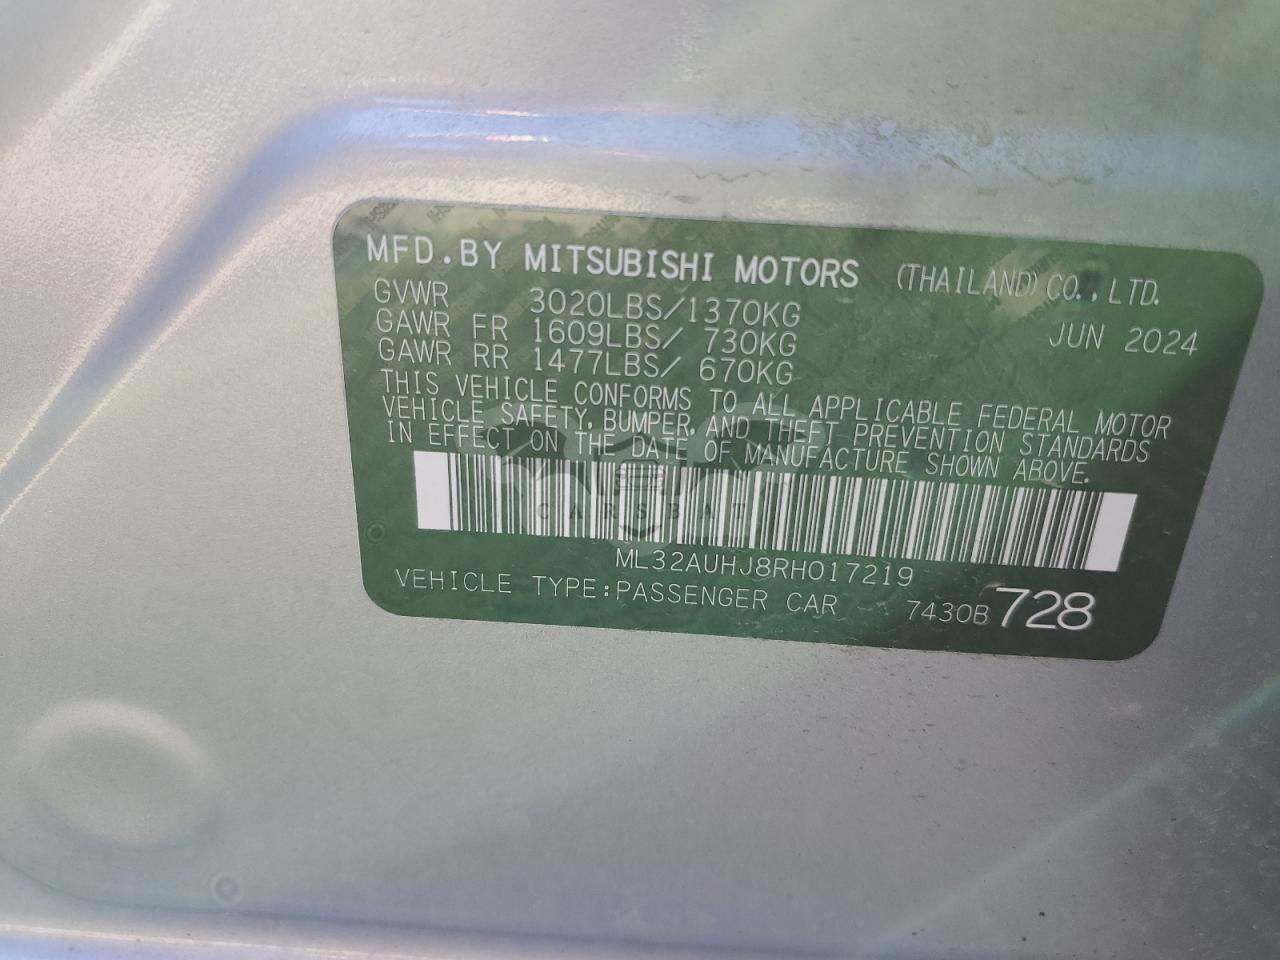 MFD.BY MITSUBISHI MOTORS (THAILAND) CO.,LTD.
GVWR 3020LBS/1370KG JUN 2024
GAWR FR 1609LBS/ 730KG
GAWR RR 1477LBS/ 670KG
THIS VEHICLE CONFORMS TO ALL APPLICABLE FEDERAL MOTOR
VEHICLE SAFETY, BUMPER, AND THEFT PREVENTION STANDARDS
IN EFFECT ON THE DATE OF MANUFACTURE SHOWN ABOVE.
CARSBAT
ML32AUHJ8RH017219
VEHICLE TYPE:PASSENGER CAR 7430B 728